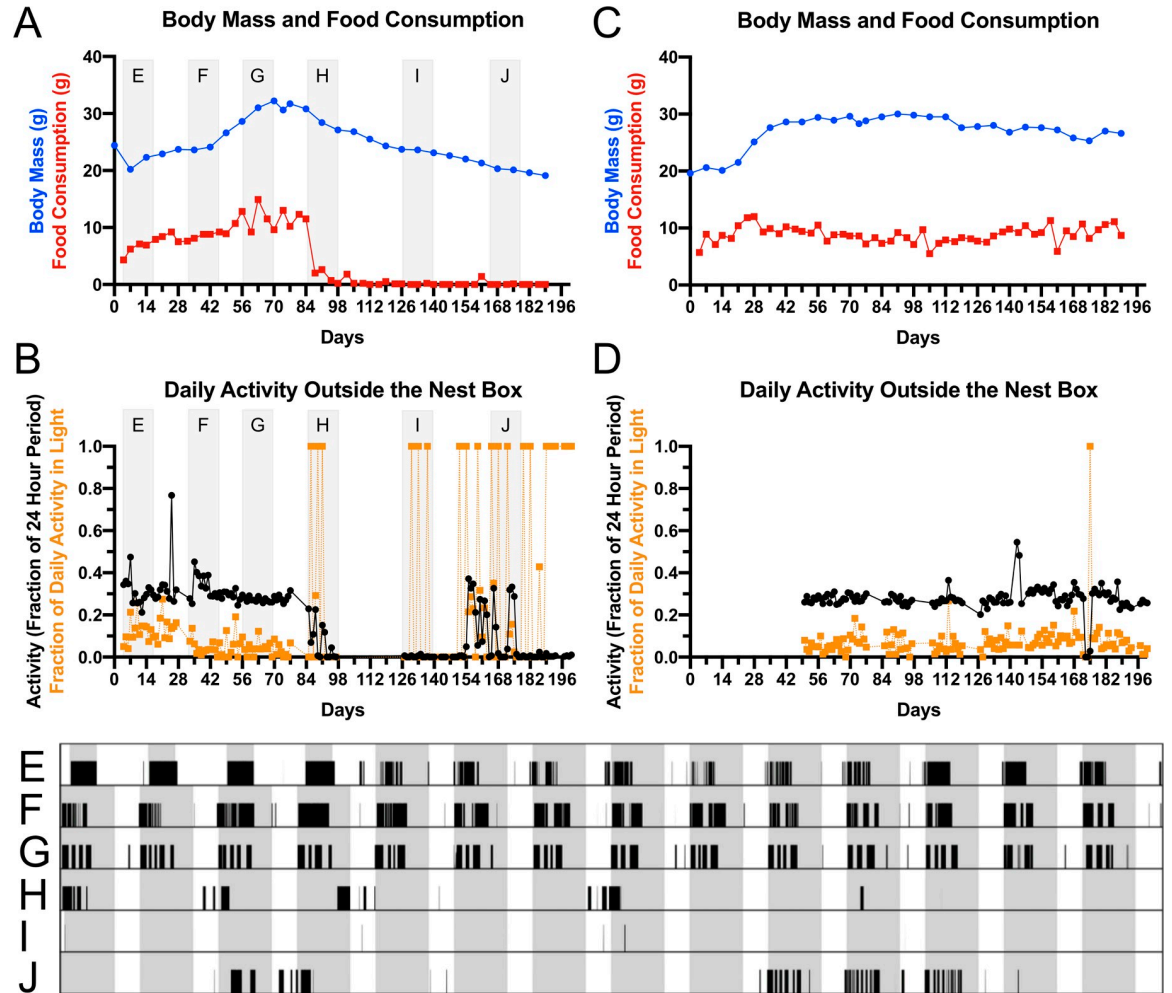 A
Body Mass and Food Consumption
Body Mass (g)
Food Consumption (g)
40
30
20
10
0
E F G H I J
0 14 28 42 56 70 84 98 112 126 140 154 168 182 196
Days
C
Body Mass and Food Consumption
Body Mass (g)
Food Consumption (g)
40
30
20
10
0
0 14 28 42 56 70 84 98 112 126 140 154 168 182 196
Days
B
Daily Activity Outside the Nest Box
Activity (Fraction of 24 Hour Period)
Fraction of Daily Activity in Light
E F G H I J
1.0
0.8
0.6
0.4
0.2
0.0
0 14 28 42 56 70 84 98 112 126 140 154 168 182 196
Days
D
Daily Activity Outside the Nest Box
Activity (Fraction of 24 Hour Period)
Fraction of Daily Activity in Light
1.0
0.8
0.6
0.4
0.2
0.0
0 14 28 42 56 70 84 98 112 126 140 154 168 182 196
Days
E
F
G
H
I
J